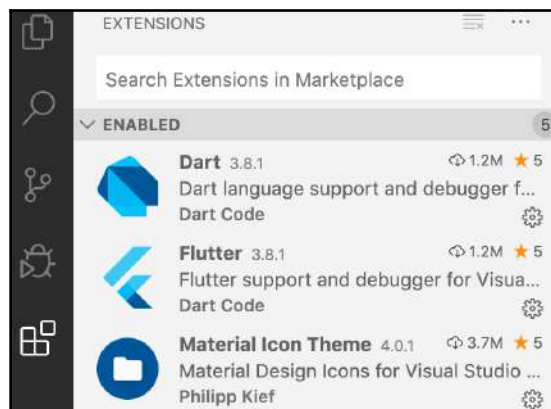 EXTENSIONS
Search Extensions in Marketplace
ENABLED 5
Dart 3.8.1 1.2M 5
Dart language support and debugger f...
Dart Code
Flutter 3.8.1 1.2M 5
Flutter support and debugger for Visua...
Dart Code
Material Icon Theme 4.0.1 3.7M 5
Material Design Icons for Visual Studio ...
Philipp Kief